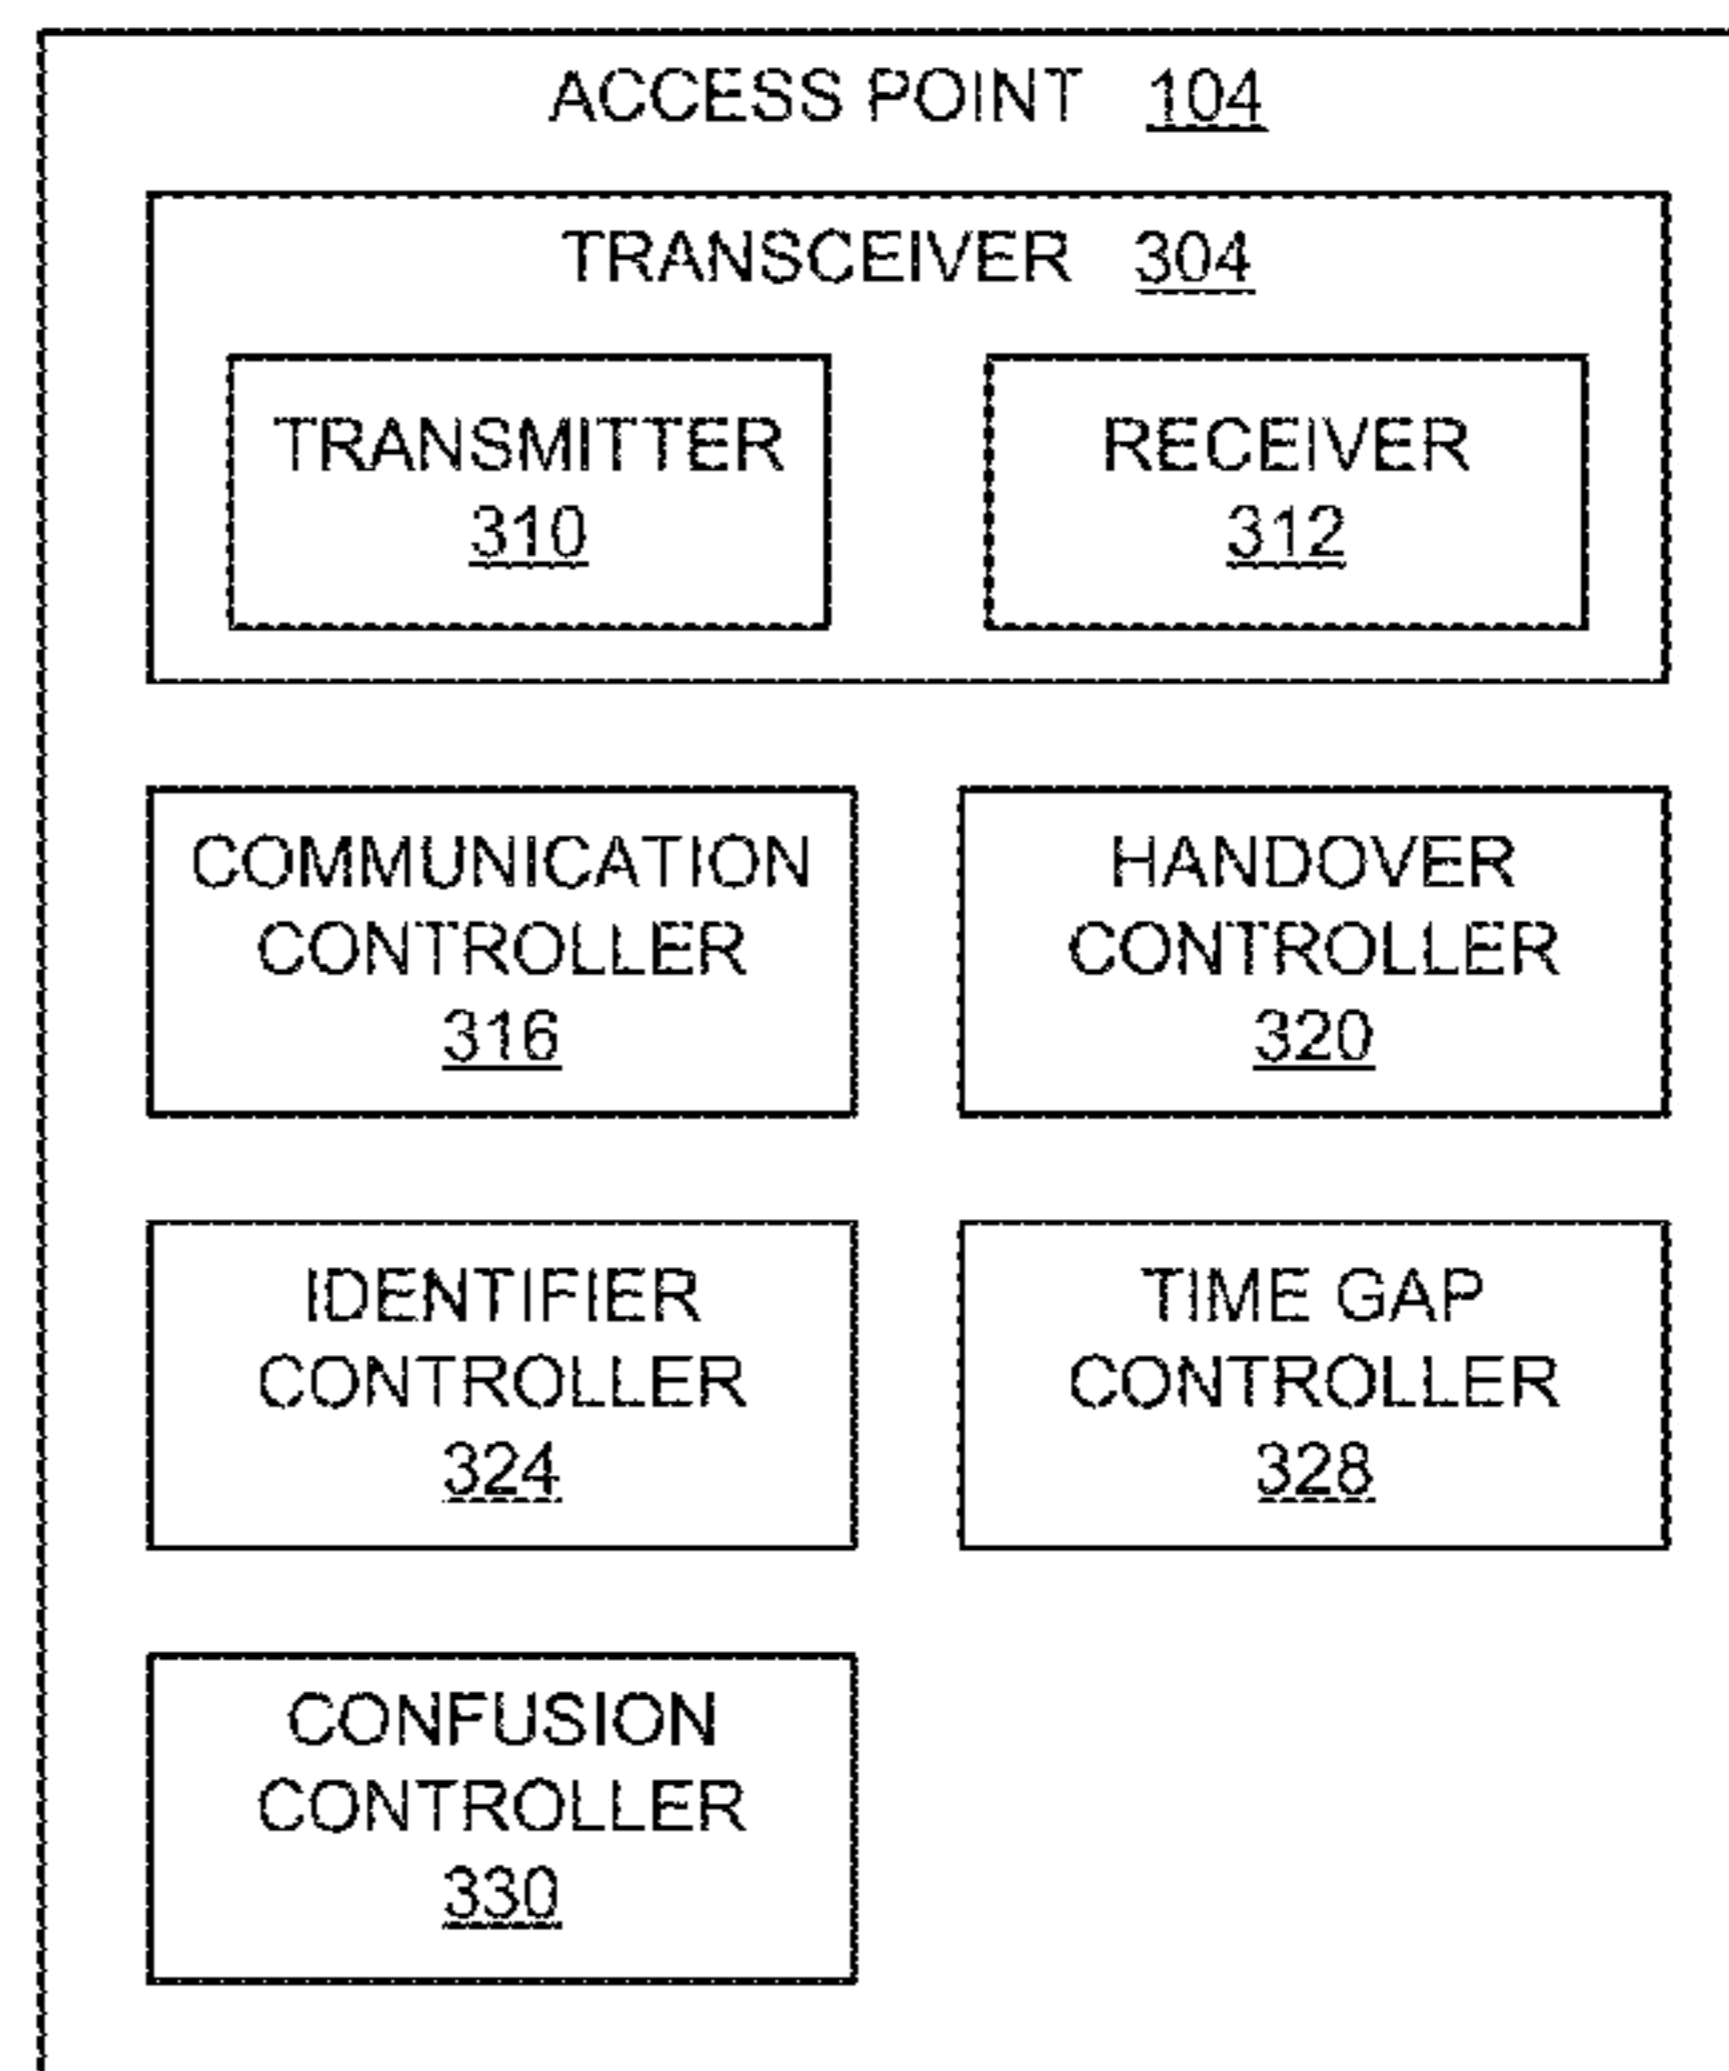 ACCESS POINT 104
TRANSCEIVER 304
TRANSMITTER
310
RECEIVER
312
COMMUNICATION
CONTROLLER
316
HANDOVER
CONTROLLER
320
IDENTIFIER
CONTROLLER
324
TIME GAP
CONTROLLER
328
CONFUSION
CONTROLLER
330